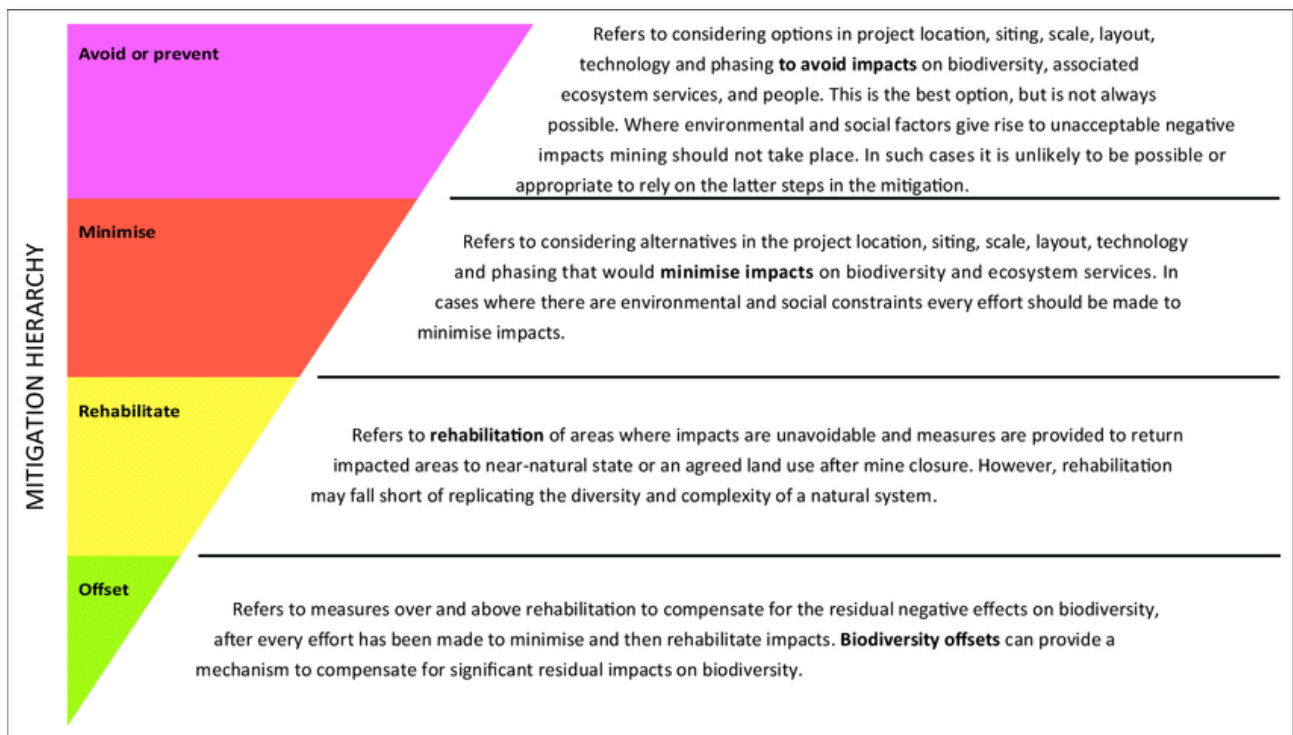 MITIGATION HIERARCHY
Avoid or prevent
Refers to considering options in project location, siting, scale, layout,
technology and phasing to avoid impacts on biodiversity, associated
ecosystem services, and people. This is the best option, but is not always
possible. Where environmental and social factors give rise to unacceptable negative
impacts mining should not take place. In such cases it is unlikely to be possible or
appropriate to rely on the latter steps in the mitigation.
Minimise
Refers to considering alternatives in the project location, siting, scale, layout, technology
and phasing that would minimise impacts on biodiversity and ecosystem services. In
cases where there are environmental and social constraints every effort should be made to
minimise impacts.
Rehabilitate
Refers to rehabilitation of areas where impacts are unavoidable and measures are provided to return
impacted areas to near-natural state or an agreed land use after mine closure. However, rehabilitation
may fall short of replicating the diversity and complexity of a natural system.
Offset
Refers to measures over and above rehabilitation to compensate for the residual negative effects on biodiversity,
after every effort has been made to minimise and then rehabilitate impacts. Biodiversity offsets can provide a
mechanism to compensate for significant residual impacts on biodiversity.